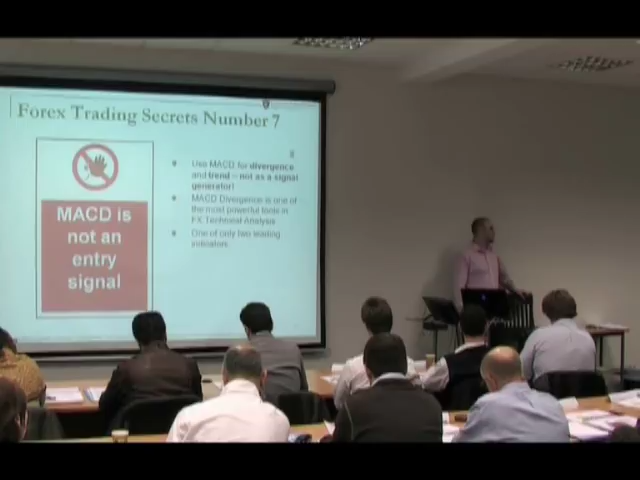 Forex Trading Secrets Number 7
MACD is
not an
entry
signal
Use MACD for divergence
and trend – not as a signal
generator!
MACD Divergence is one of
the most powerful tools in
FX Technical Analysis
One of only two leading
indicators